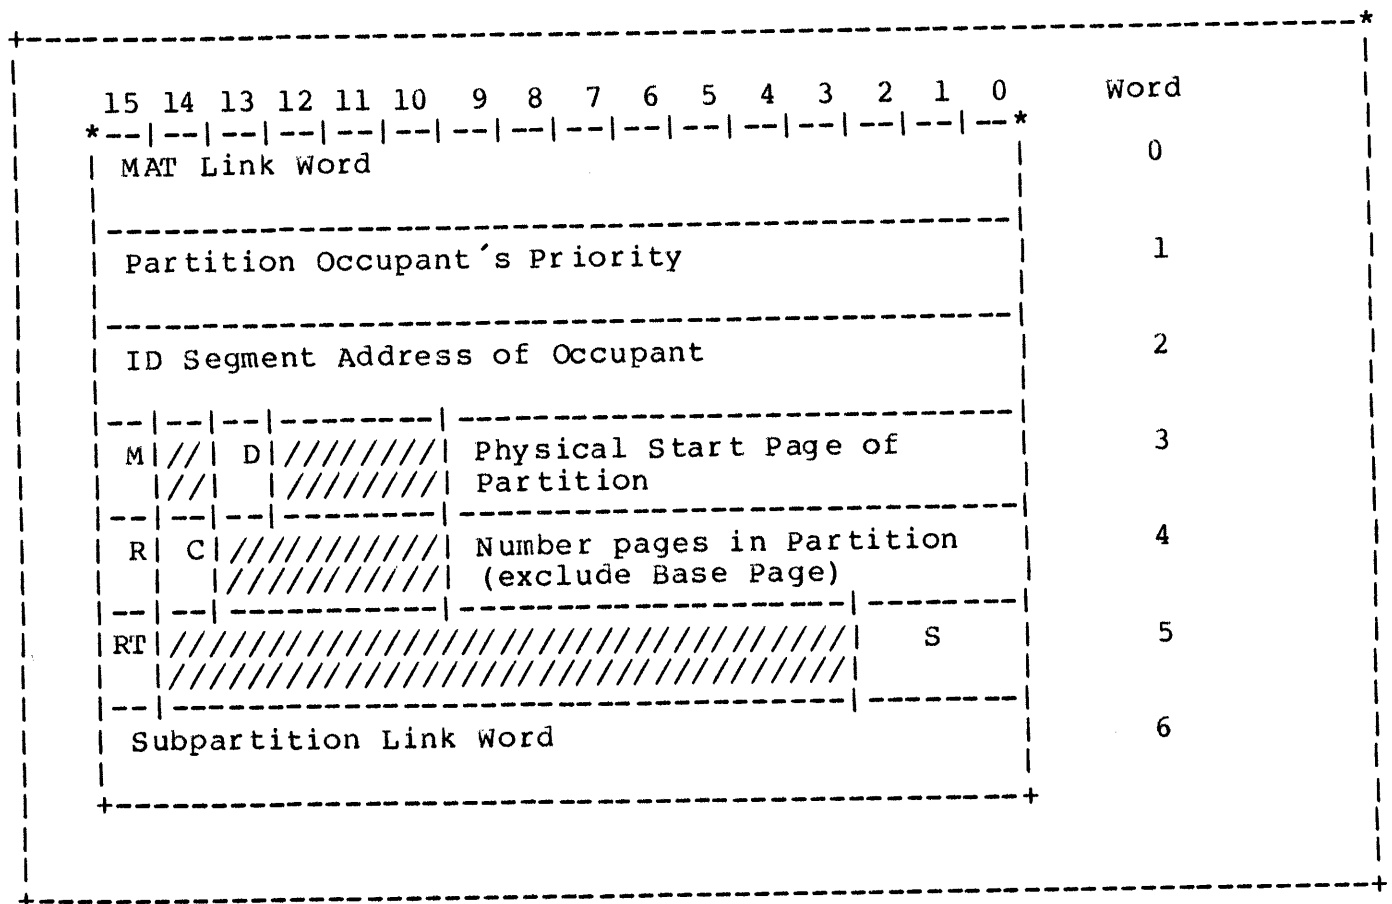 15 14 13 12 11 10 9 8 7 6 5 4 3 2 1 0 Word
MAT Link Word 0
Partition Occupant´s Priority 1
ID Segment Address of Occupant 2
M D Physical Start Page of 3
Partition
R C Number pages in Partition 4
(exclude Base Page)
RT S 5
Subpartition Link Word 6